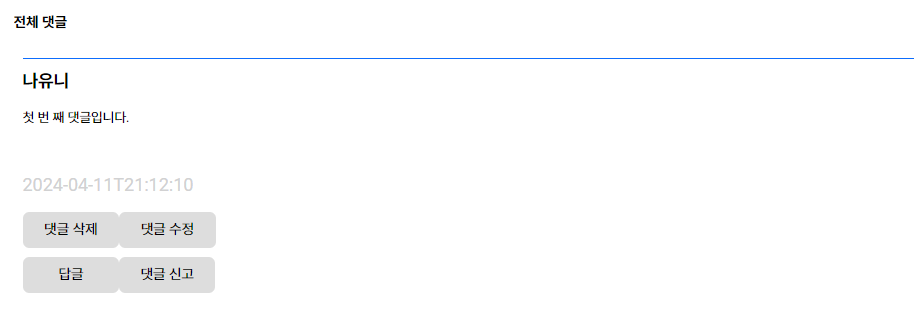 전체 댓글
나유니
첫 번 째 댓글입니다.
2024-04-11T21:12:10
댓글 삭제 댓글 수정
답글 댓글 신고